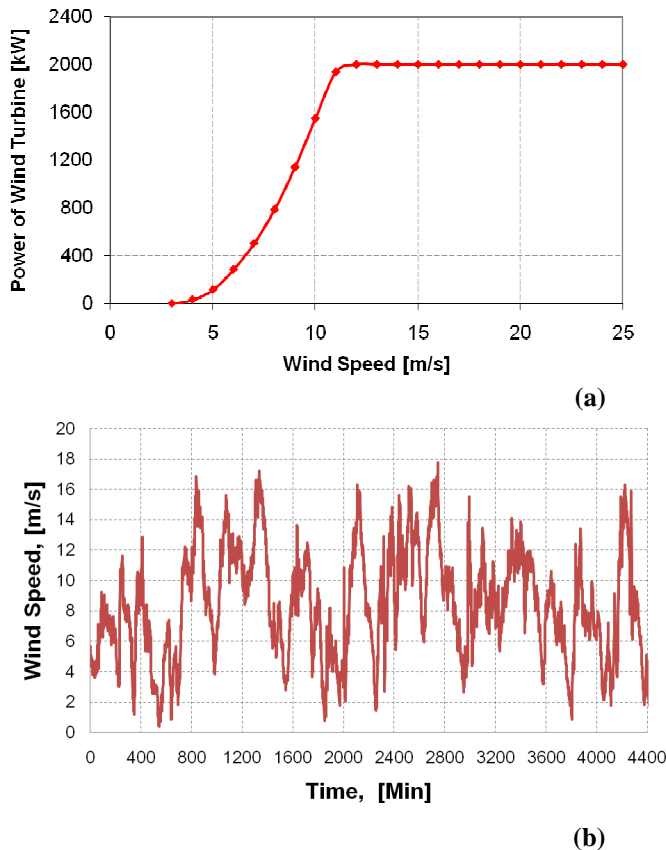 2400
2000
1600
1200
800
400
0
Power of Wind Turbine [kW]
0 5 10 15 20 25
Wind Speed [m/s]
(a)
20
18
16
14
12
10
8
6
4
2
0
Wind Speed, [m/s]
0 400 800 1200 1600 2000 2400 2800 3200 3600 4000 4400
Time, [Min]
(b)